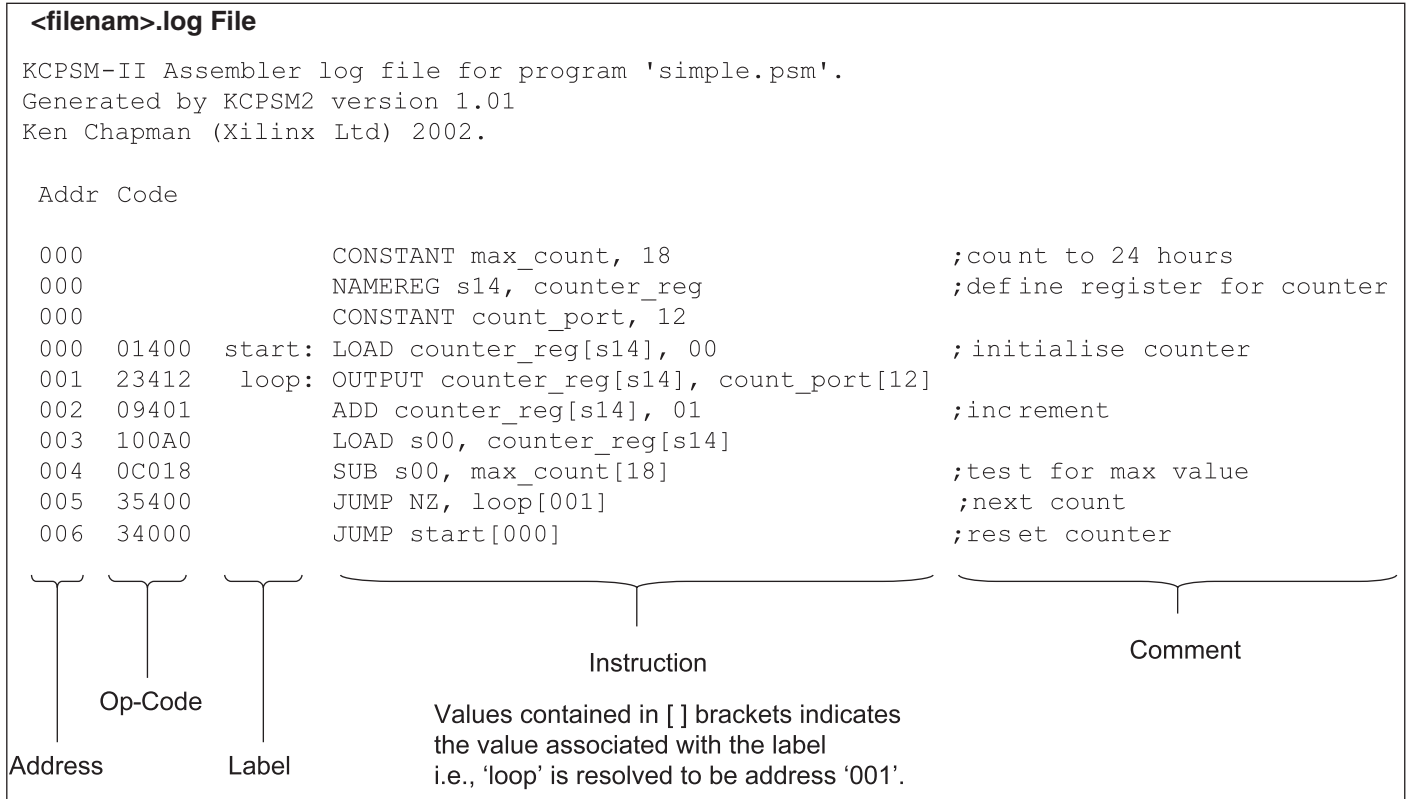 <filenam>.log File
KCPSM-II Assembler log file for program 'simple.psm'.
Generated by KCPSM2 version 1.01
Ken Chapman (Xilinx Ltd) 2002.
Addr Code
000 CONSTANT max_count, 18 ;count to 24 hours
000 NAMEREG s14, counter_reg ;define register for counter
000 CONSTANT count_port, 12
000 01400 start: LOAD counter_reg[s14], 00 ; initialise counter
001 23412 loop: OUTPUT counter_reg[s14], count_port[12]
002 09401 ADD counter_reg[s14], 01 ;increment
003 100A0 LOAD s00, counter_reg[s14]
004 0C018 SUB s00, max_count[18] ;test for max value
005 35400 JUMP NZ, loop[001] ;next count
006 34000 JUMP start[000] ;reset counter
Instruction
Comment
Op-Code
Values contained in [ ] brackets indicates
the value associated with the label
i.e., ‘loop’ is resolved to be address ‘001’.
Address
Label